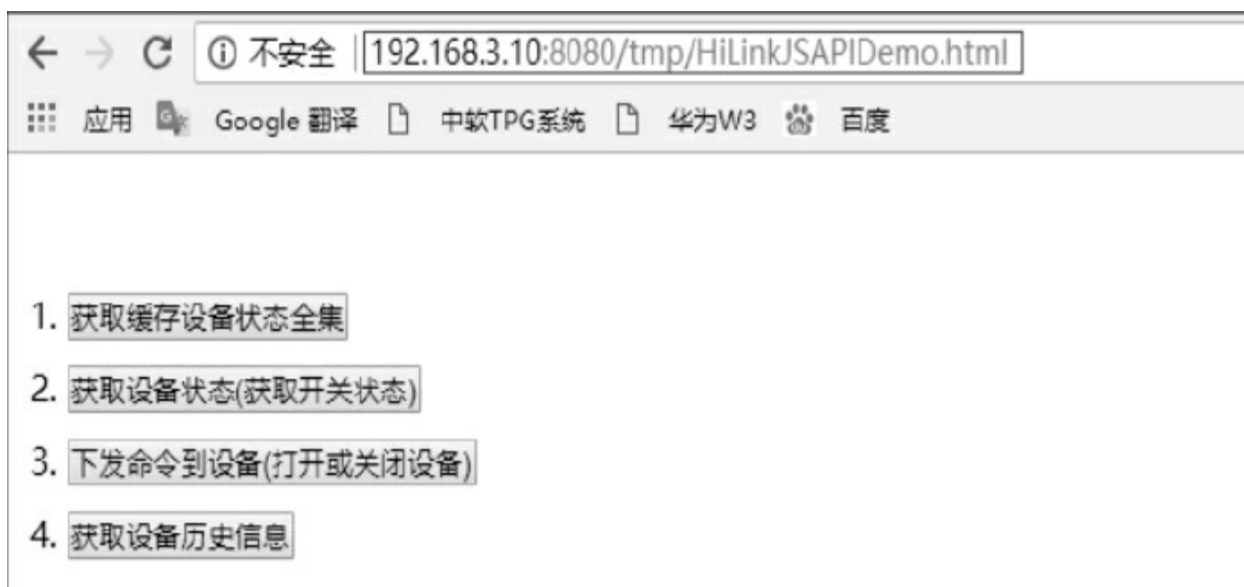 不安全 192.168.3.10:8080/tmp/HiLinkJSAPIDemo.html
应用 Google 翻译 中软TPG系统 华为W3 百度
1. 获取缓存设备状态全集
2. 获取设备状态(获取开关状态)
3. 下发命令到设备(打开或关闭设备)
4. 获取设备历史信息